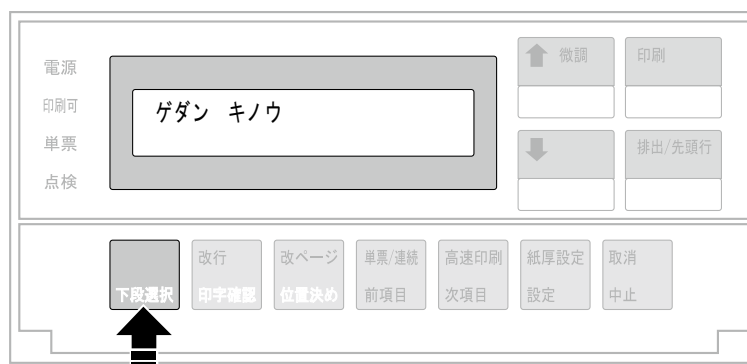 電源
印刷可
単票
点検
ゲダン キノウ
微調
印刷
排出/先頭行
下段選択
改行
印字確認
改ページ
位置決め
単票/連続
前項目
高速印刷
次項目
紙厚設定
設定
取消
中止